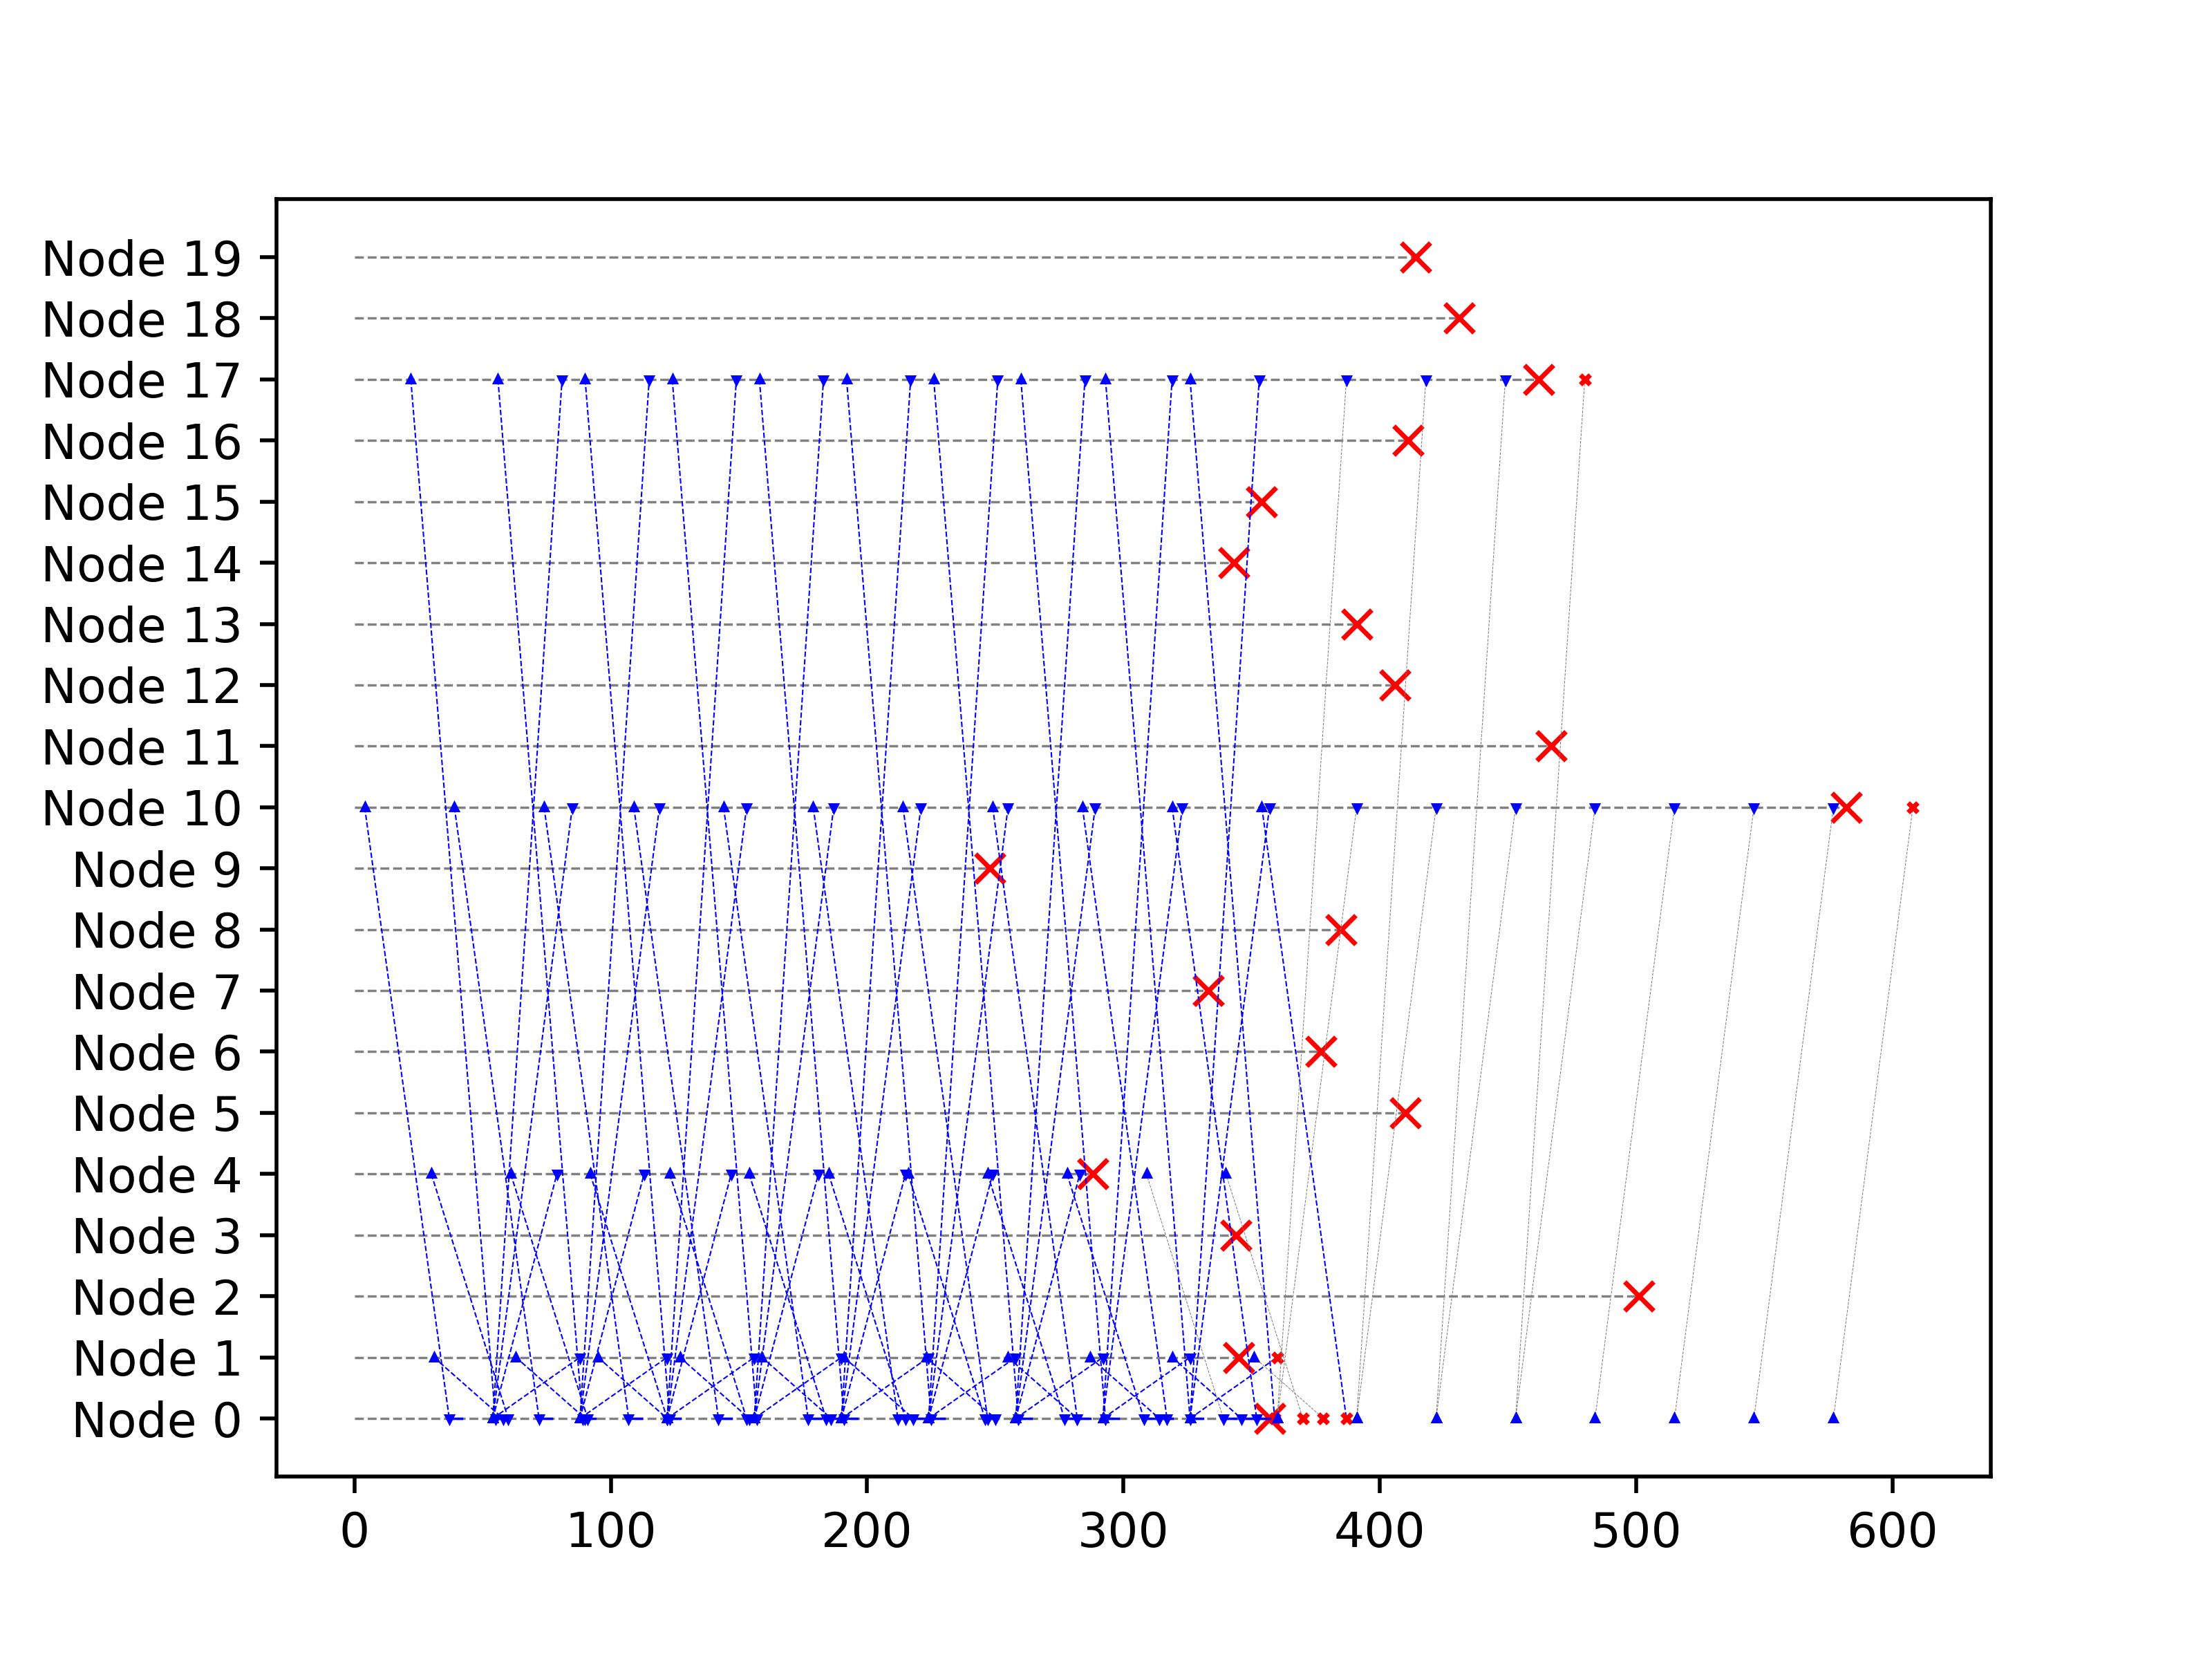 Node 19
Node 18
Node 17
Node 16
Node 15
Node 14
Node 13
Node 12
Node 11
Node 10
Node 9
Node 8
Node 7
Node 6
Node 5
Node 4
Node 3
Node 2
Node 1
Node 0
0 100 200 300 400 500 600